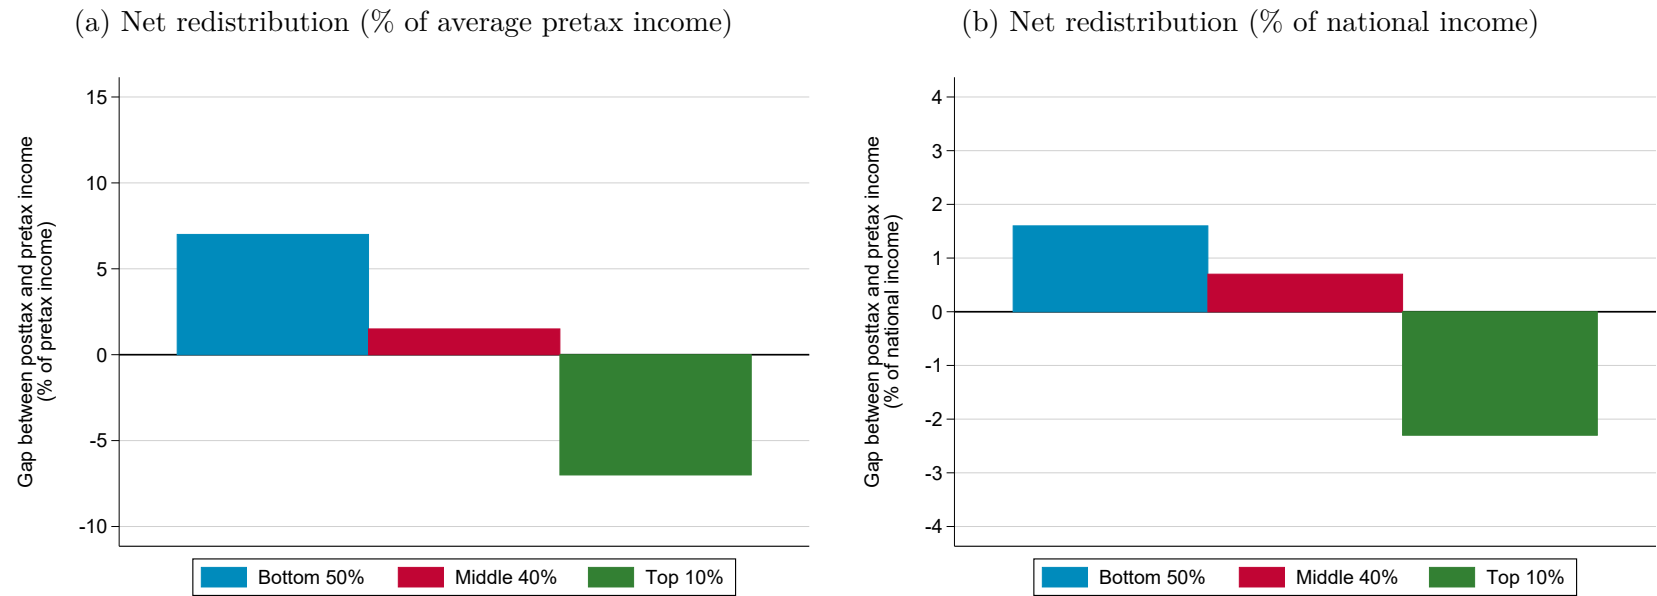 (a) Net redistribution (% of average pretax income)
15
10
5
0
-5
-10
Gap between posttax and pretax income
(% of pretax income)
Bottom 50%
Middle 40%
Top 10%
(b) Net redistribution (% of national income)
4
3
2
1
0
-1
-2
-3
-4
Gap between posttax and pretax income
(% of national income)
Bottom 50%
Middle 40%
Top 10%